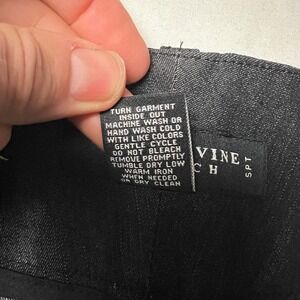 TURN GARMENT
INSIDE OUT
MACHINE WASH OR
HAND WASH COLD
WITH LIKE COLORS
GENTLE CYCLE
DO NOT BLEACH
REMOVE PROMPTLY
TUMBLE DRY LOW
WARM IRON
WHEN NEEDED
OR DRY CLEAN
VINE
CH
SPT